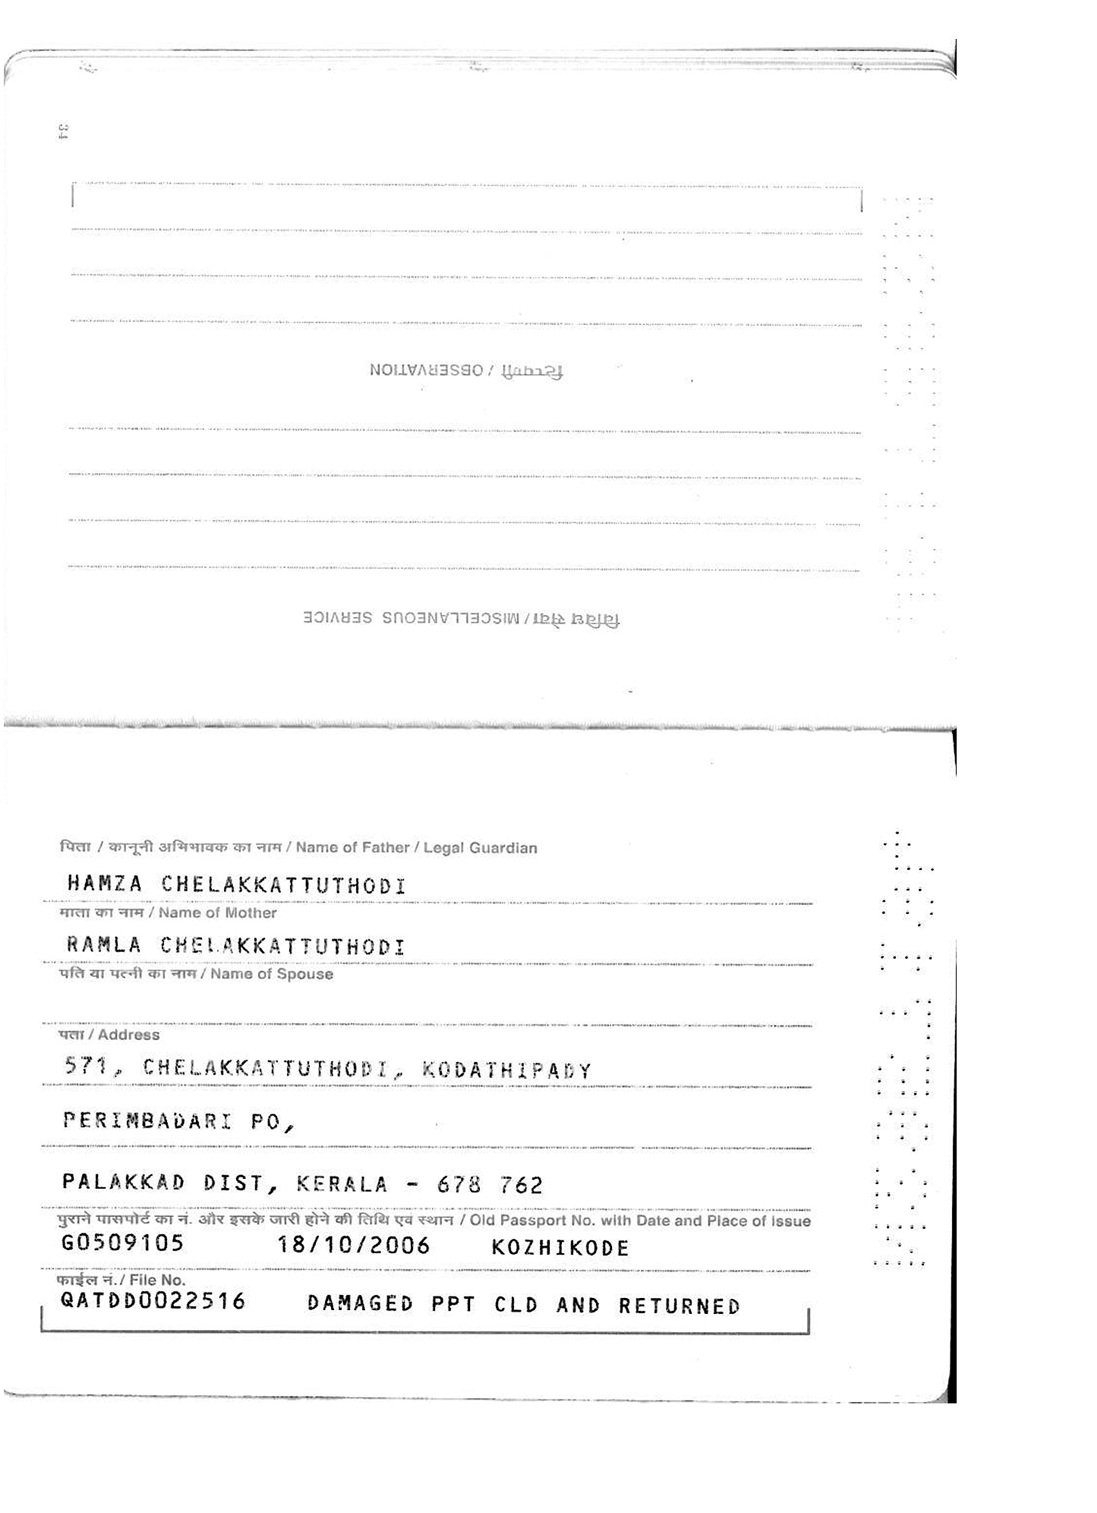 34
टिप्पणी / OBSERVATION
विविध सेवा / MISCELLANEOUS SERVICE
पिता / कानूनी अभिभावक का नाम / Name of Father / Legal Guardian
HAMZA CHELAKKATTUTHODI
माता का नाम / Name of Mother
RAMLA CHELAKKATTUTHODI
पति या पत्नी का नाम / Name of Spouse
पता / Address
571, CHELAKKATTUTHODI, KODATHIPADY
PERIMBADARI PO,
PALAKKAD DIST, KERALA - 678 762
पुराने पासपोर्ट का नं. और इसके जारी होने की तिथि एवं स्थान / Old Passport No. with Date and Place of Issue
G0509105 18/10/2006 KOZHIKODE
फाईल नं./ File No.
QATDD0022516 DAMAGED PPT CLD AND RETURNED